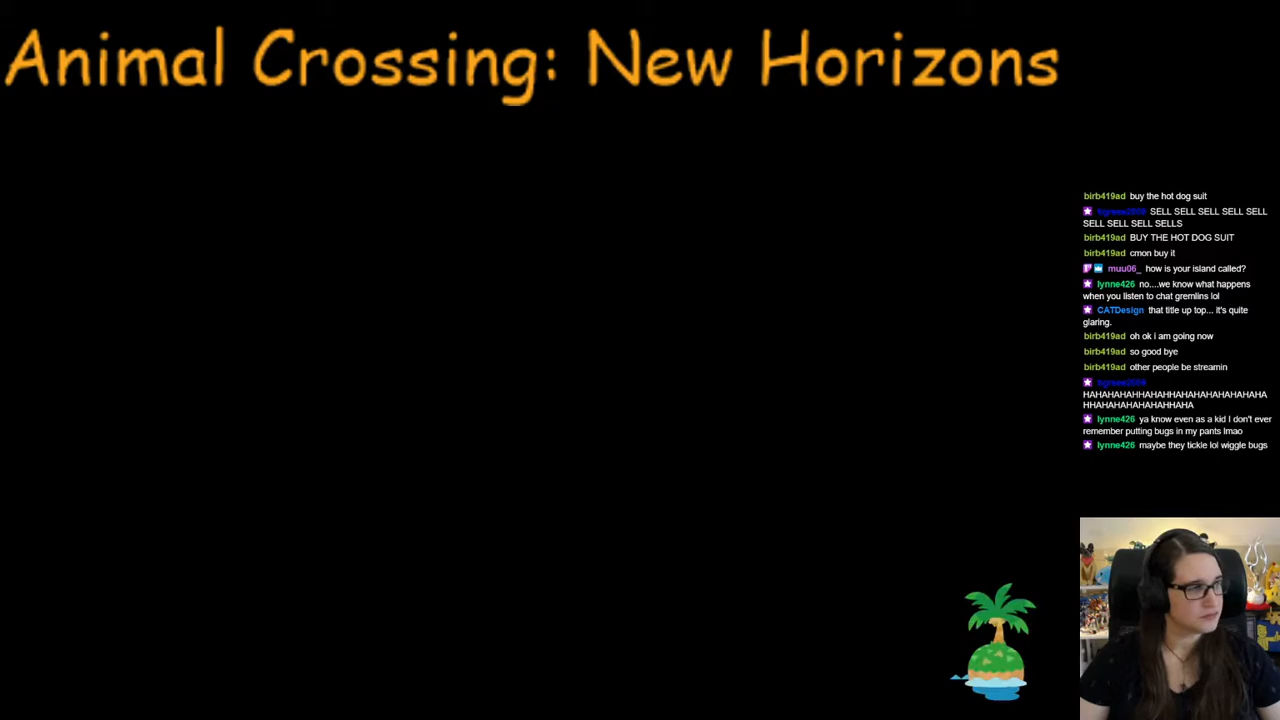 Animal Crossing: New Horizons
birb419ad buy the hot dog suit
SELL SELL SELL SELL SELL
SELL SELL SELL SELLS
birb419ad BUY THE HOT DOG SUIT
birb419ad cmon buy it
muu06_ how is your island called?
lynne426 no....we know what happens
when you listen to chat gremlins lol
CATDesign that title up top... it's quite
glaring.
birb419ad oh ok i am going now
birb419ad so good bye
birb419ad other people be streamin
HAHAHAHAHHAHAHHAHAHAHAHAHAHAHA
HHAHAHAHAHAHAHHAHA
lynne426 ya know even as a kid I don't ever
remember putting bugs in my pants lmao
lynne426 maybe they tickle lol wiggle bugs